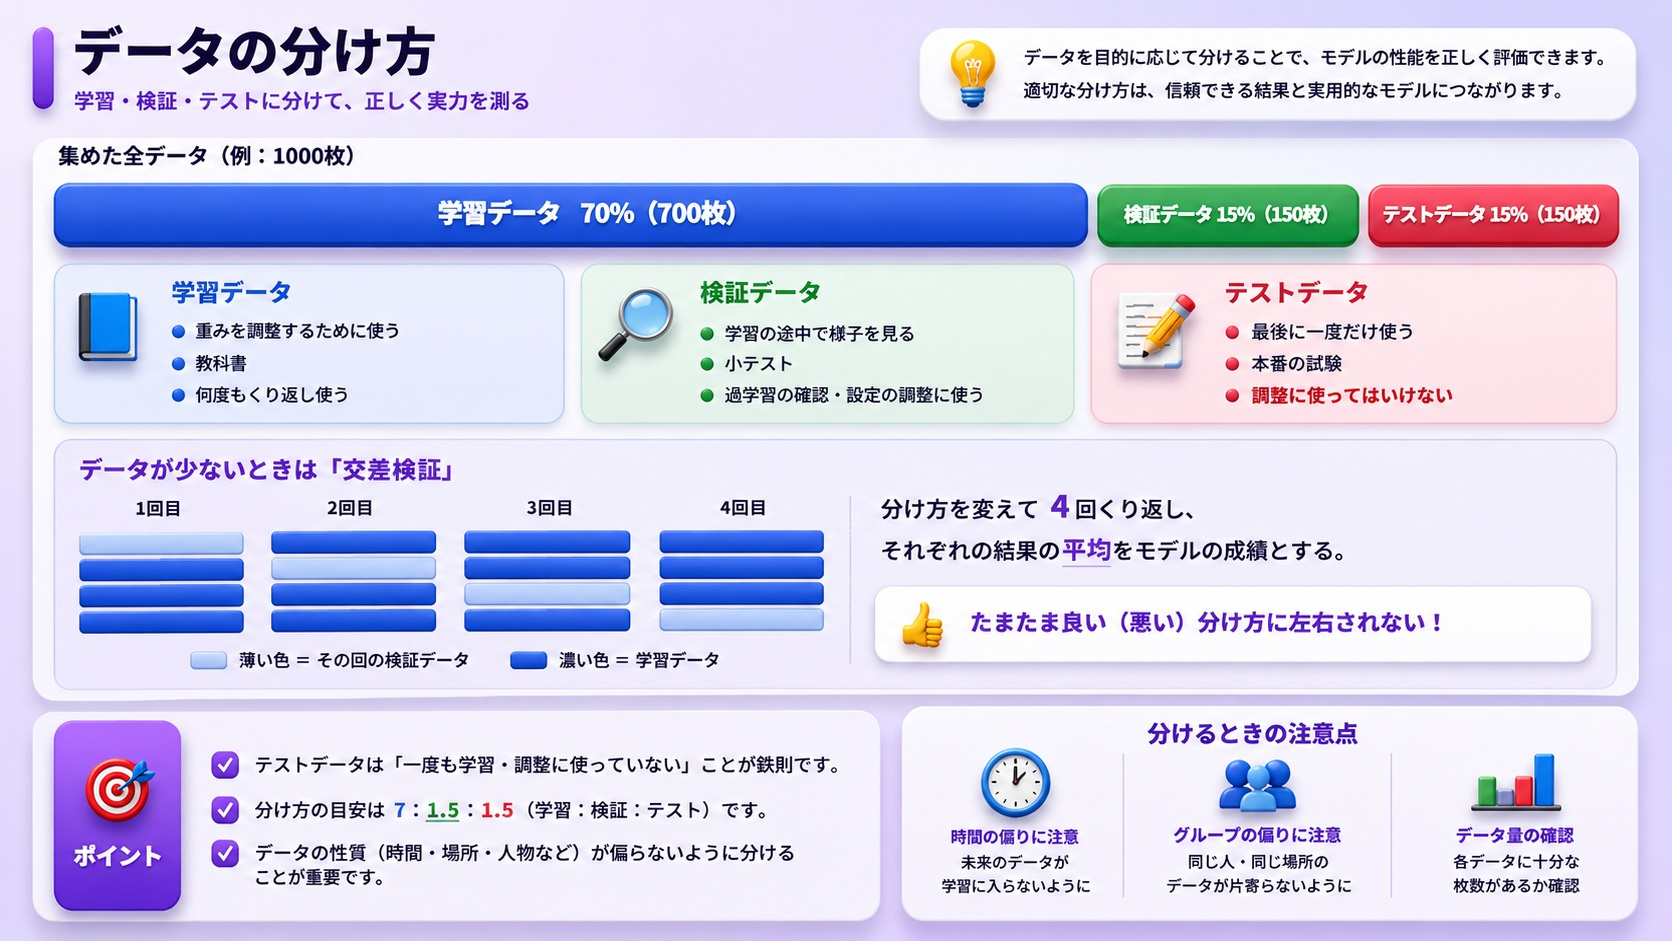 データの分け方
学習・検証・テストに分けて、正しく実力を測る
データを目的に応じて分けることで、モデルの性能を正しく評価できます。
適切な分け方は、信頼できる結果と実用的なモデルにつながります。
集めた全データ（例：1000枚）
学習データ 70%（700枚）
検証データ 15%（150枚）
テストデータ 15%（150枚）
学習データ
重みを調整するために使う
教科書
何度もくり返し使う
検証データ
学習の途中で様子を見る
小テスト
過学習の確認・設定の調整に使う
テストデータ
最後に一度だけ使う
本番の試験
調整に使ってはいけない
データが少ないときは「交差検証」
1回目
2回目
3回目
4回目
薄い色 ＝ その回の検証データ
濃い色 ＝ 学習データ
分け方を変えて 4 回くり返し、
それぞれの結果の平均をモデルの成績とする。
たまたま良い（悪い）分け方に左右されない！
ポイント
テストデータは「一度も学習・調整に使っていない」ことが鉄則です。
分け方の目安は 7：1.5：1.5（学習：検証：テスト）です。
データの性質（時間・場所・人物など）が偏らないように分ける
ことが重要です。
分けるときの注意点
時間の偏りに注意
未来のデータが
学習に入らないように
グループの偏りに注意
同じ人・同じ場所の
データが片寄らないように
データ量の確認
各データに十分な
枚数があるか確認